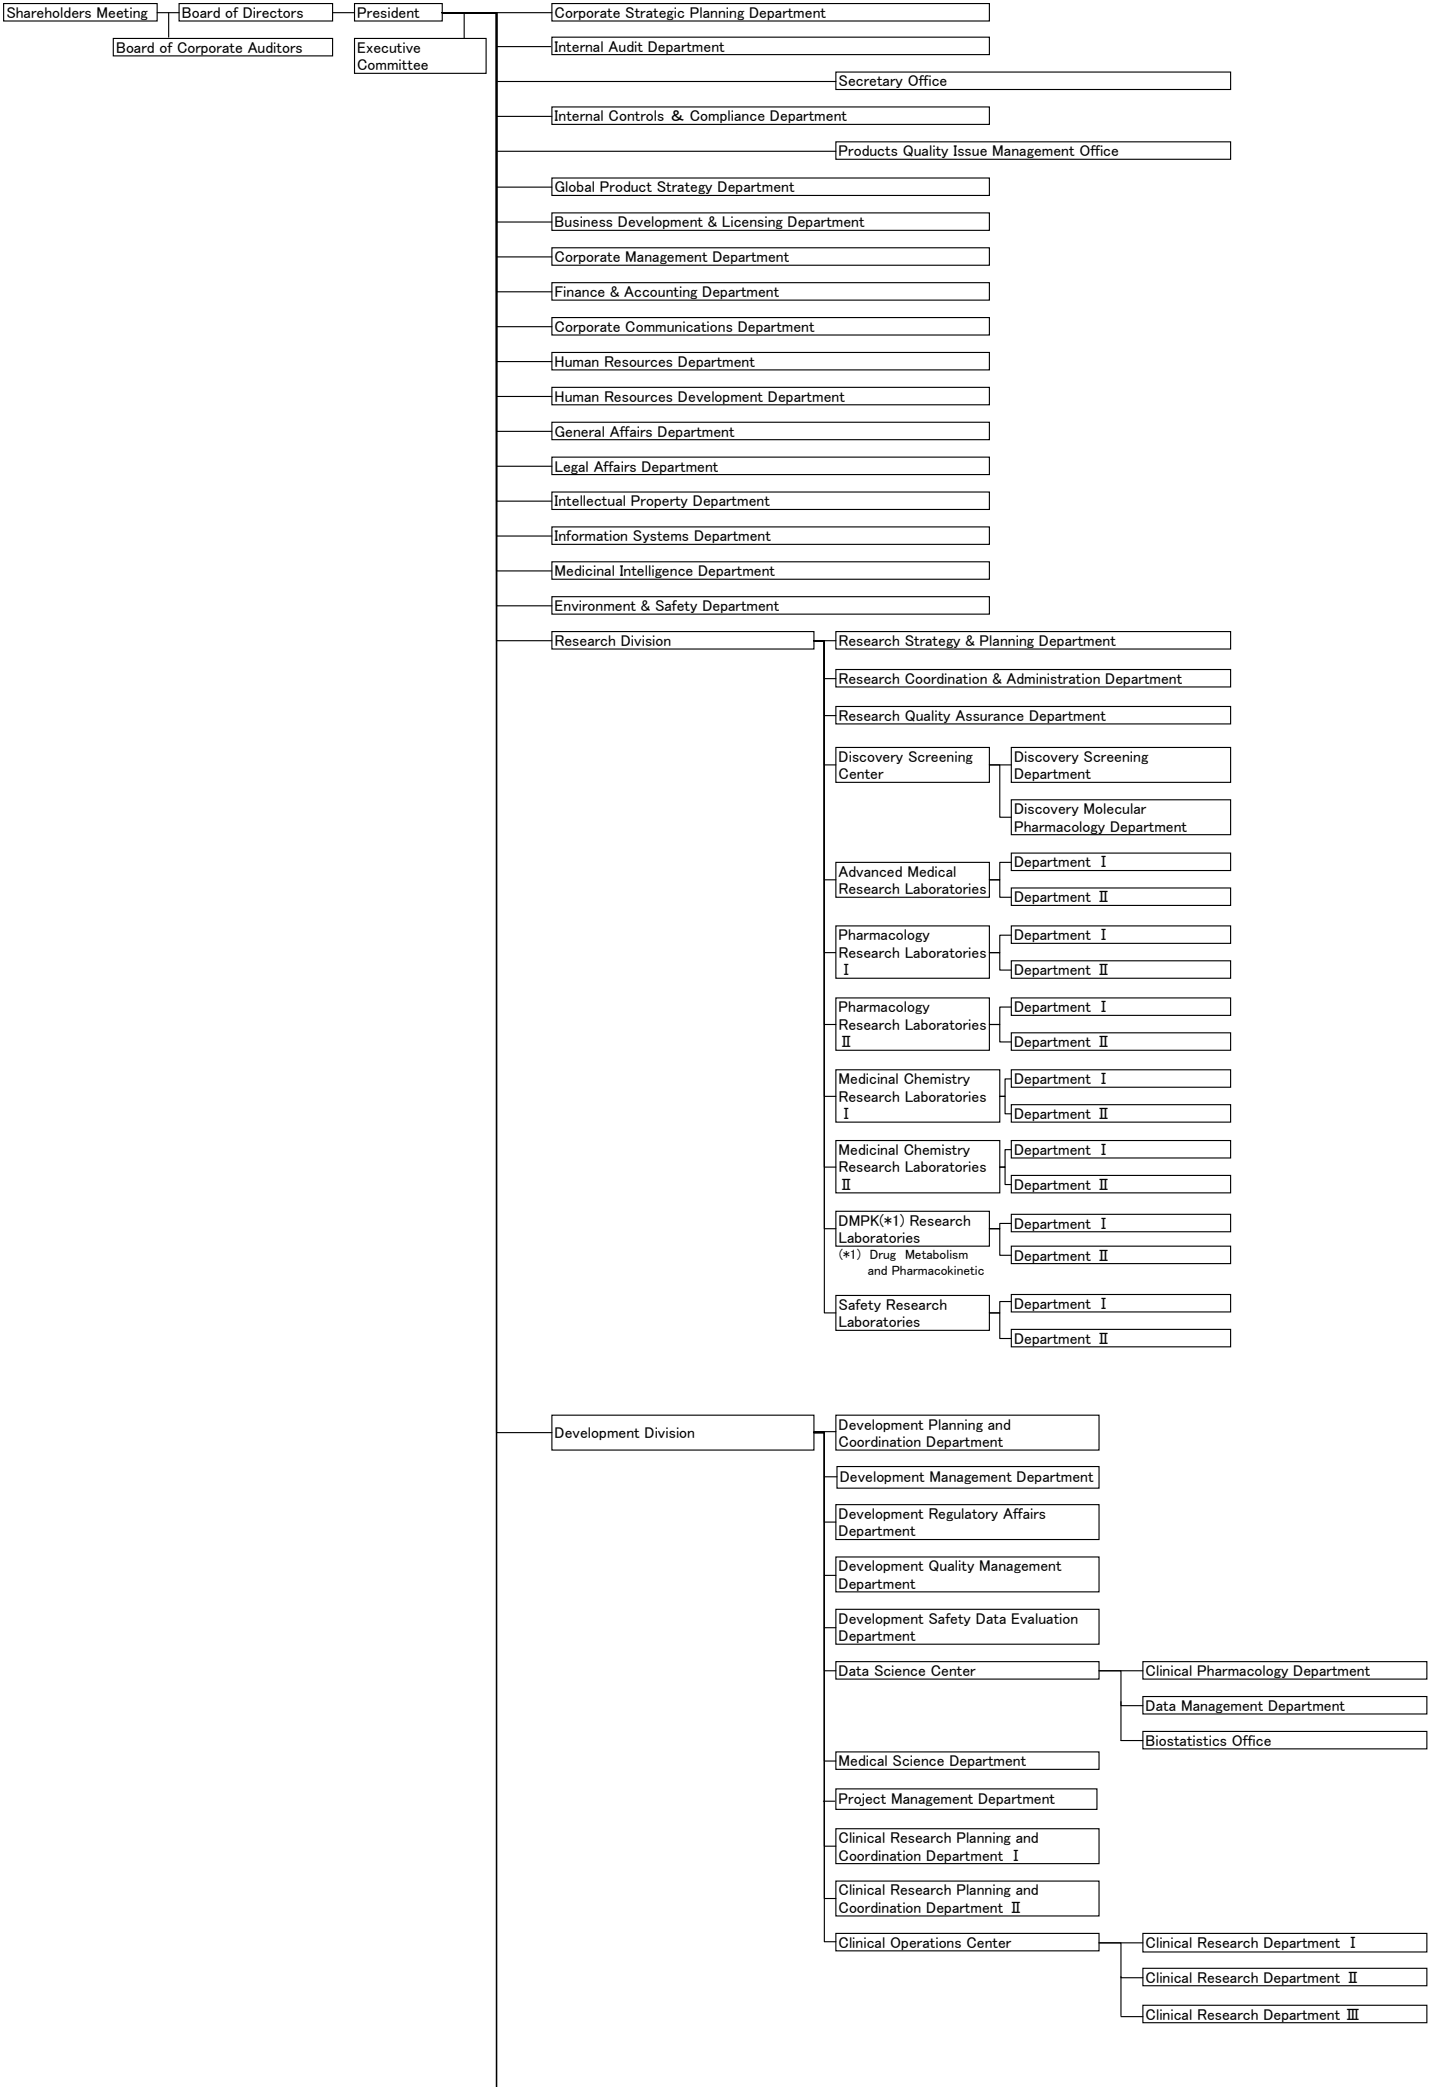 Shareholders Meeting
Board of Directors
President
Corporate Strategic Planning Department
Board of Corporate Auditors
Executive
Committee
Internal Audit Department
Secretary Office
Internal Controls & Compliance Department
Products Quality Issue Management Office
Global Product Strategy Department
Business Development & Licensing Department
Corporate Management Department
Finance & Accounting Department
Corporate Communications Department
Human Resources Department
Human Resources Development Department
General Affairs Department
Legal Affairs Department
Intellectual Property Department
Information Systems Department
Medicinal Intelligence Department
Environment & Safety Department
Research Division
Research Strategy & Planning Department
Research Coordination & Administration Department
Research Quality Assurance Department
Discovery Screening
Center
Discovery Screening
Department
Discovery Molecular
Pharmacology Department
Advanced Medical
Research Laboratories
Department Ⅰ
Department Ⅱ
Pharmacology
Research Laboratories
Ⅰ
Department Ⅰ
Department Ⅱ
Pharmacology
Research Laboratories
Ⅱ
Department Ⅰ
Department Ⅱ
Medicinal Chemistry
Research Laboratories
Ⅰ
Department Ⅰ
Department Ⅱ
Medicinal Chemistry
Research Laboratories
Ⅱ
Department Ⅰ
Department Ⅱ
DMPK(*1) Research
Laboratories
(*1) Drug Metabolism
and Pharmacokinetic
Department Ⅰ
Department Ⅱ
Safety Research
Laboratories
Department Ⅰ
Department Ⅱ
Development Division
Development Planning and
Coordination Department
Development Management Department
Development Regulatory Affairs
Department
Development Quality Management
Department
Development Safety Data Evaluation
Department
Data Science Center
Clinical Pharmacology Department
Data Management Department
Biostatistics Office
Medical Science Department
Project Management Department
Clinical Research Planning and
Coordination Department Ⅰ
Clinical Research Planning and
Coordination Department Ⅱ
Clinical Operations Center
Clinical Research Department Ⅰ
Clinical Research Department Ⅱ
Clinical Research Department Ⅲ